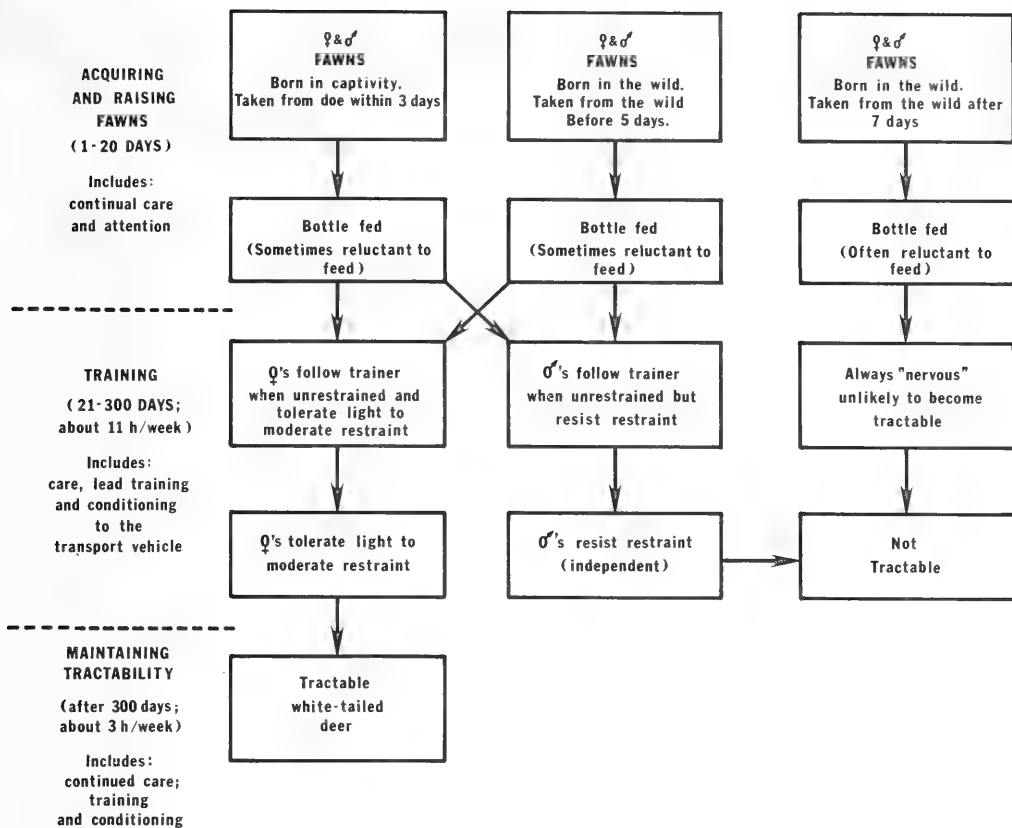 ACQUIRING
AND RAISING
FAWNS
(1-20 DAYS)
Includes:
continual care
and attention
♀&♂
FAWNS
Born in captivity.
Taken from doe within 3 days
♀&♂
FAWNS
Born in the wild.
Taken from the wild
Before 5 days.
♀&♂
FAWNS
Born in the wild.
Taken from the wild after
7 days
Bottle fed
(Sometimes reluctant to
feed)
Bottle fed
(Sometimes reluctant to
feed)
Bottle fed
(Often reluctant to
feed)
TRAINING
(21-300 DAYS;
about 11 h/week)
Includes:
care, lead training
and conditioning
to the
transport vehicle
♀'s follow trainer
when unrestrained and
tolerate light to
moderate restraint
♂'s follow trainer
when unrestrained but
resist restraint
Always "nervous"
unlikely to become
tractable
♀'s tolerate light to
moderate restraint
♂'s resist restraint
(independent)
Not
Tractable
MAINTAINING
TRACTABILITY
(after 300 days;
about 3 h/week)
Includes:
continued care;
training
and conditioning
Tractable
white-tailed
deer